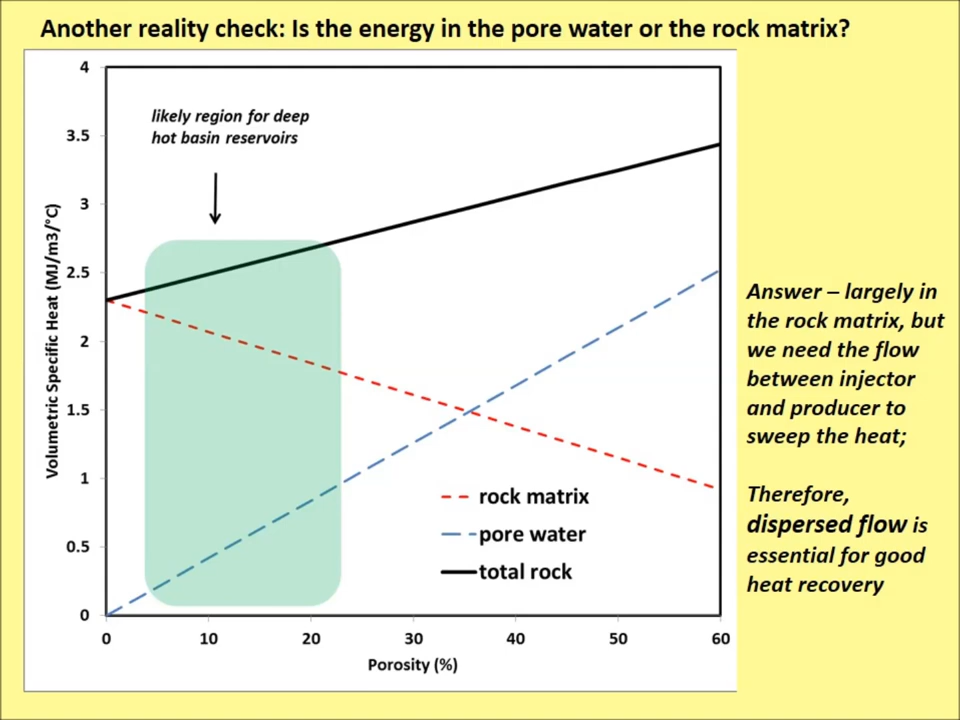 Another reality check: Is the energy in the pore water or the rock matrix?
4
3.5
3
2.5
2
1.5
1
0.5
0
Volumetric Specific Heat (MJ/m3/°C)
likely region for deep
hot basin reservoirs
rock matrix
pore water
total rock
0 10 20 30 40 50 60
Porosity (%)
Answer – largely in
the rock matrix, but
we need the flow
between injector
and producer to
sweep the heat;
Therefore,
dispersed flow is
essential for good
heat recovery